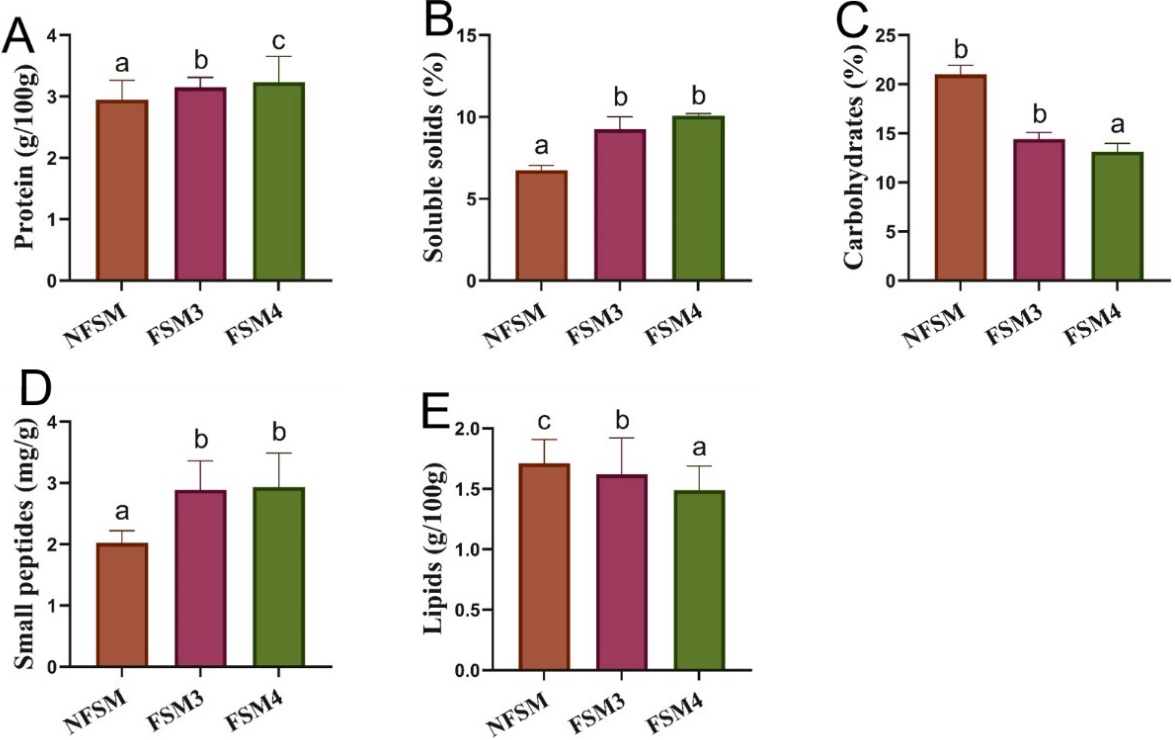 A
Protein (g/100g)
4
3
2
1
0
a
b
c
NFSM
FSM3
FSM4
B
Soluble solids (%)
15
10
5
0
a
b
b
NFSM
FSM3
FSM4
C
Carbohydrates (%)
25
20
15
10
5
0
b
b
a
NFSM
FSM3
FSM4
D
Small peptides (mg/g)
4
3
2
1
0
a
b
b
NFSM
FSM3
FSM4
E
Lipids (g/100g)
2.0
1.5
1.0
0.5
0.0
c
b
a
NFSM
FSM3
FSM4